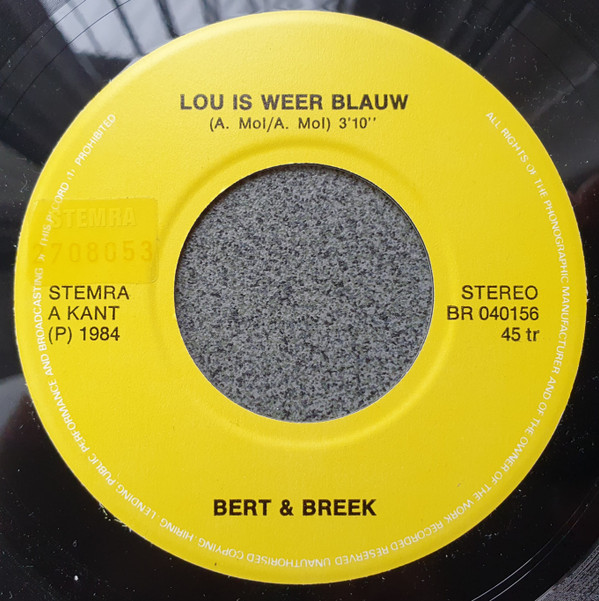 LOU IS WEER BLAUW
(A. Mol/A. Mol) 3'10''
STEMRA
2708053
STEMRA
A KANT
(P) 1984
STEREO
BR 040156
45 tr
BERT & BREEK
ALL RIGHTS OF THE PHONOGRAPHIC MANUFACTURER AND OF THE OWNER OF THE WORK RECORDED RESERVED UNAUTHORISED COPYING, HIRING, LENDING, PUBLIC PERFORMANCE AND BROADCASTING OF THIS RECORD PROHIBITED